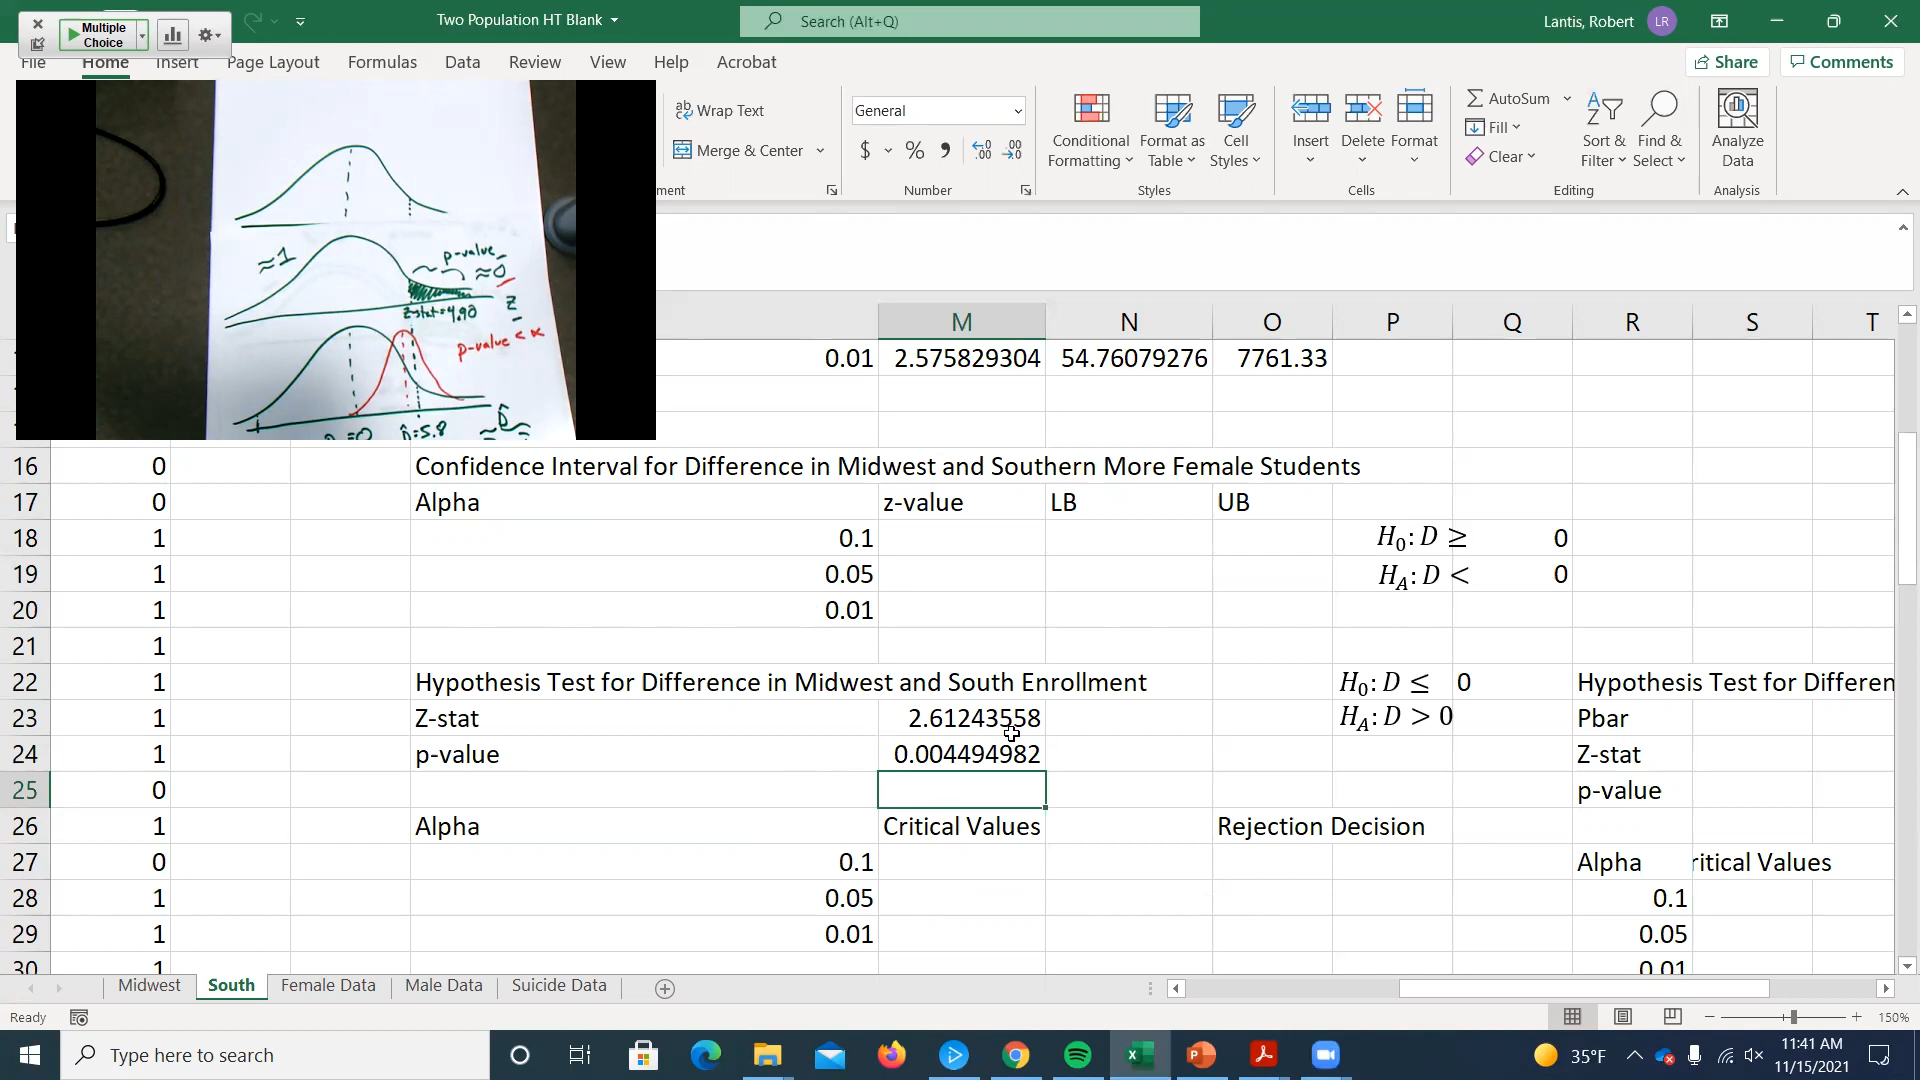 Multiple Choice
Two Population HT Blank
Search (Alt+Q)
Lantis, Robert
LR
File Home Insert Page Layout Formulas Data Review View Help Acrobat
Share
Comments
Wrap Text
Merge & Center
General
$ % ,
Conditional Formatting
Format as Table
Cell Styles
Insert
Delete
Format
AutoSum
Fill
Clear
Sort & Filter
Find & Select
Analyze Data
ment
Number
Styles
Cells
Editing
Analysis
≈1
p-value
≈0
Z-stat=4.90
Z
p-value < α
D̂=5.8
M N O P Q R S T
0.01 2.575829304 54.76079276 7761.33
16 0 Confidence Interval for Difference in Midwest and Southern More Female Students
17 0 Alpha z-value LB UB
18 1 0.1 H₀: D ≥ 0
19 1 0.05 H_A: D < 0
20 1 0.01
21 1
22 1 Hypothesis Test for Difference in Midwest and South Enrollment H₀: D ≤ 0 Hypothesis Test for Differen
23 1 Z-stat 2.61243558 H_A: D > 0 Pbar
24 1 p-value 0.004494982 Z-stat
25 0 p-value
26 1 Alpha Critical Values Rejection Decision
27 0 0.1 Alpha ritical Values
28 1 0.05 0.1
29 1 0.01 0.05
30 1 0.01
Midwest South Female Data Male Data Suicide Data
Ready
150%
Type here to search
35°F
11:41 AM
11/15/2021